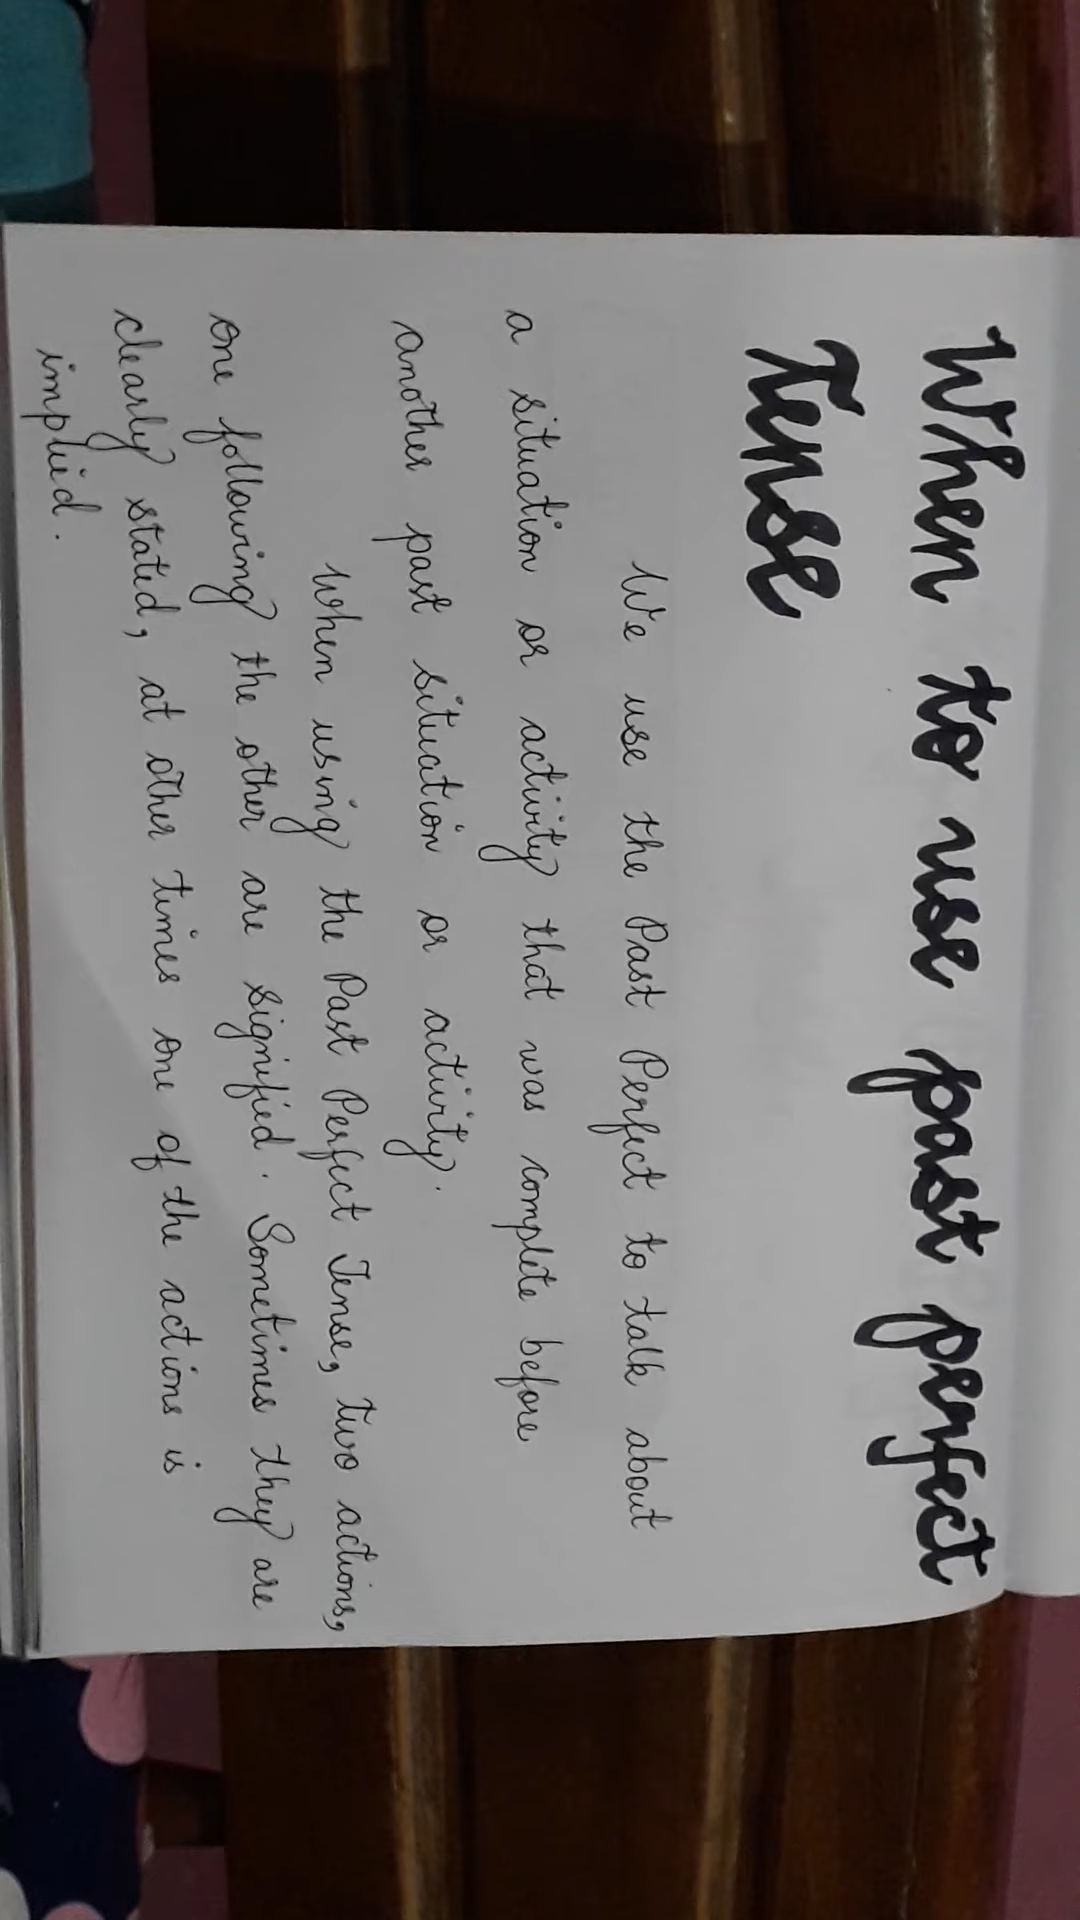 When to use past perfect
Tense
We use the Past Perfect to talk about
a situation or activity that was complete before
another past situation or activity.
When using the Past Perfect Tense, two actions,
one following the other are signified. Sometimes they are
clearly stated, at other times one of the actions is
implied.